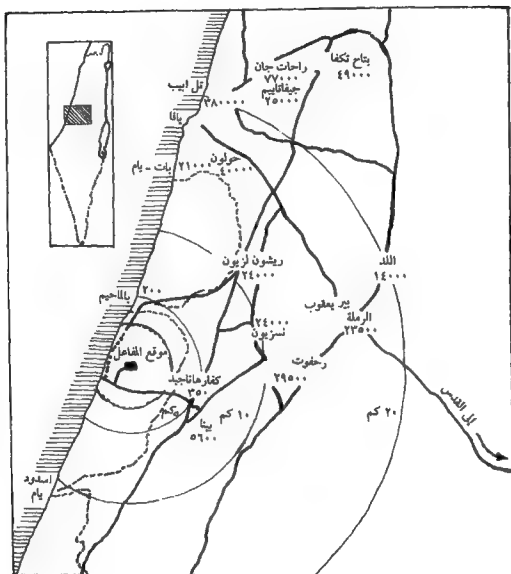 بتاح تكفا
٤٩٠٠٠
راحات جان
٧٧٠٠٠
جيفاتاييم
٢٥٠٠٠
تل ابيب
٣٨٠٠٠٠
يافا
حولون
٤٠٠٠٠
بات - يام ٢١٠٠٠
ريشون لزيون
٢٤٠٠٠
اللد
١٤٠٠٠
بير يعقوب
الرملة
٢٣٥٠٠
بالماحيم
٢٠٠
٢٤٠٠٠
نسزيون
موقع المفاعل
رحفوت
٢٩٥٠٠
كفارهاناجيد
٣٥٠
٥كم
١٠ كم
٢٠ كم
يبنا
٥٦٠٠
الى القدس
اسدود
يام